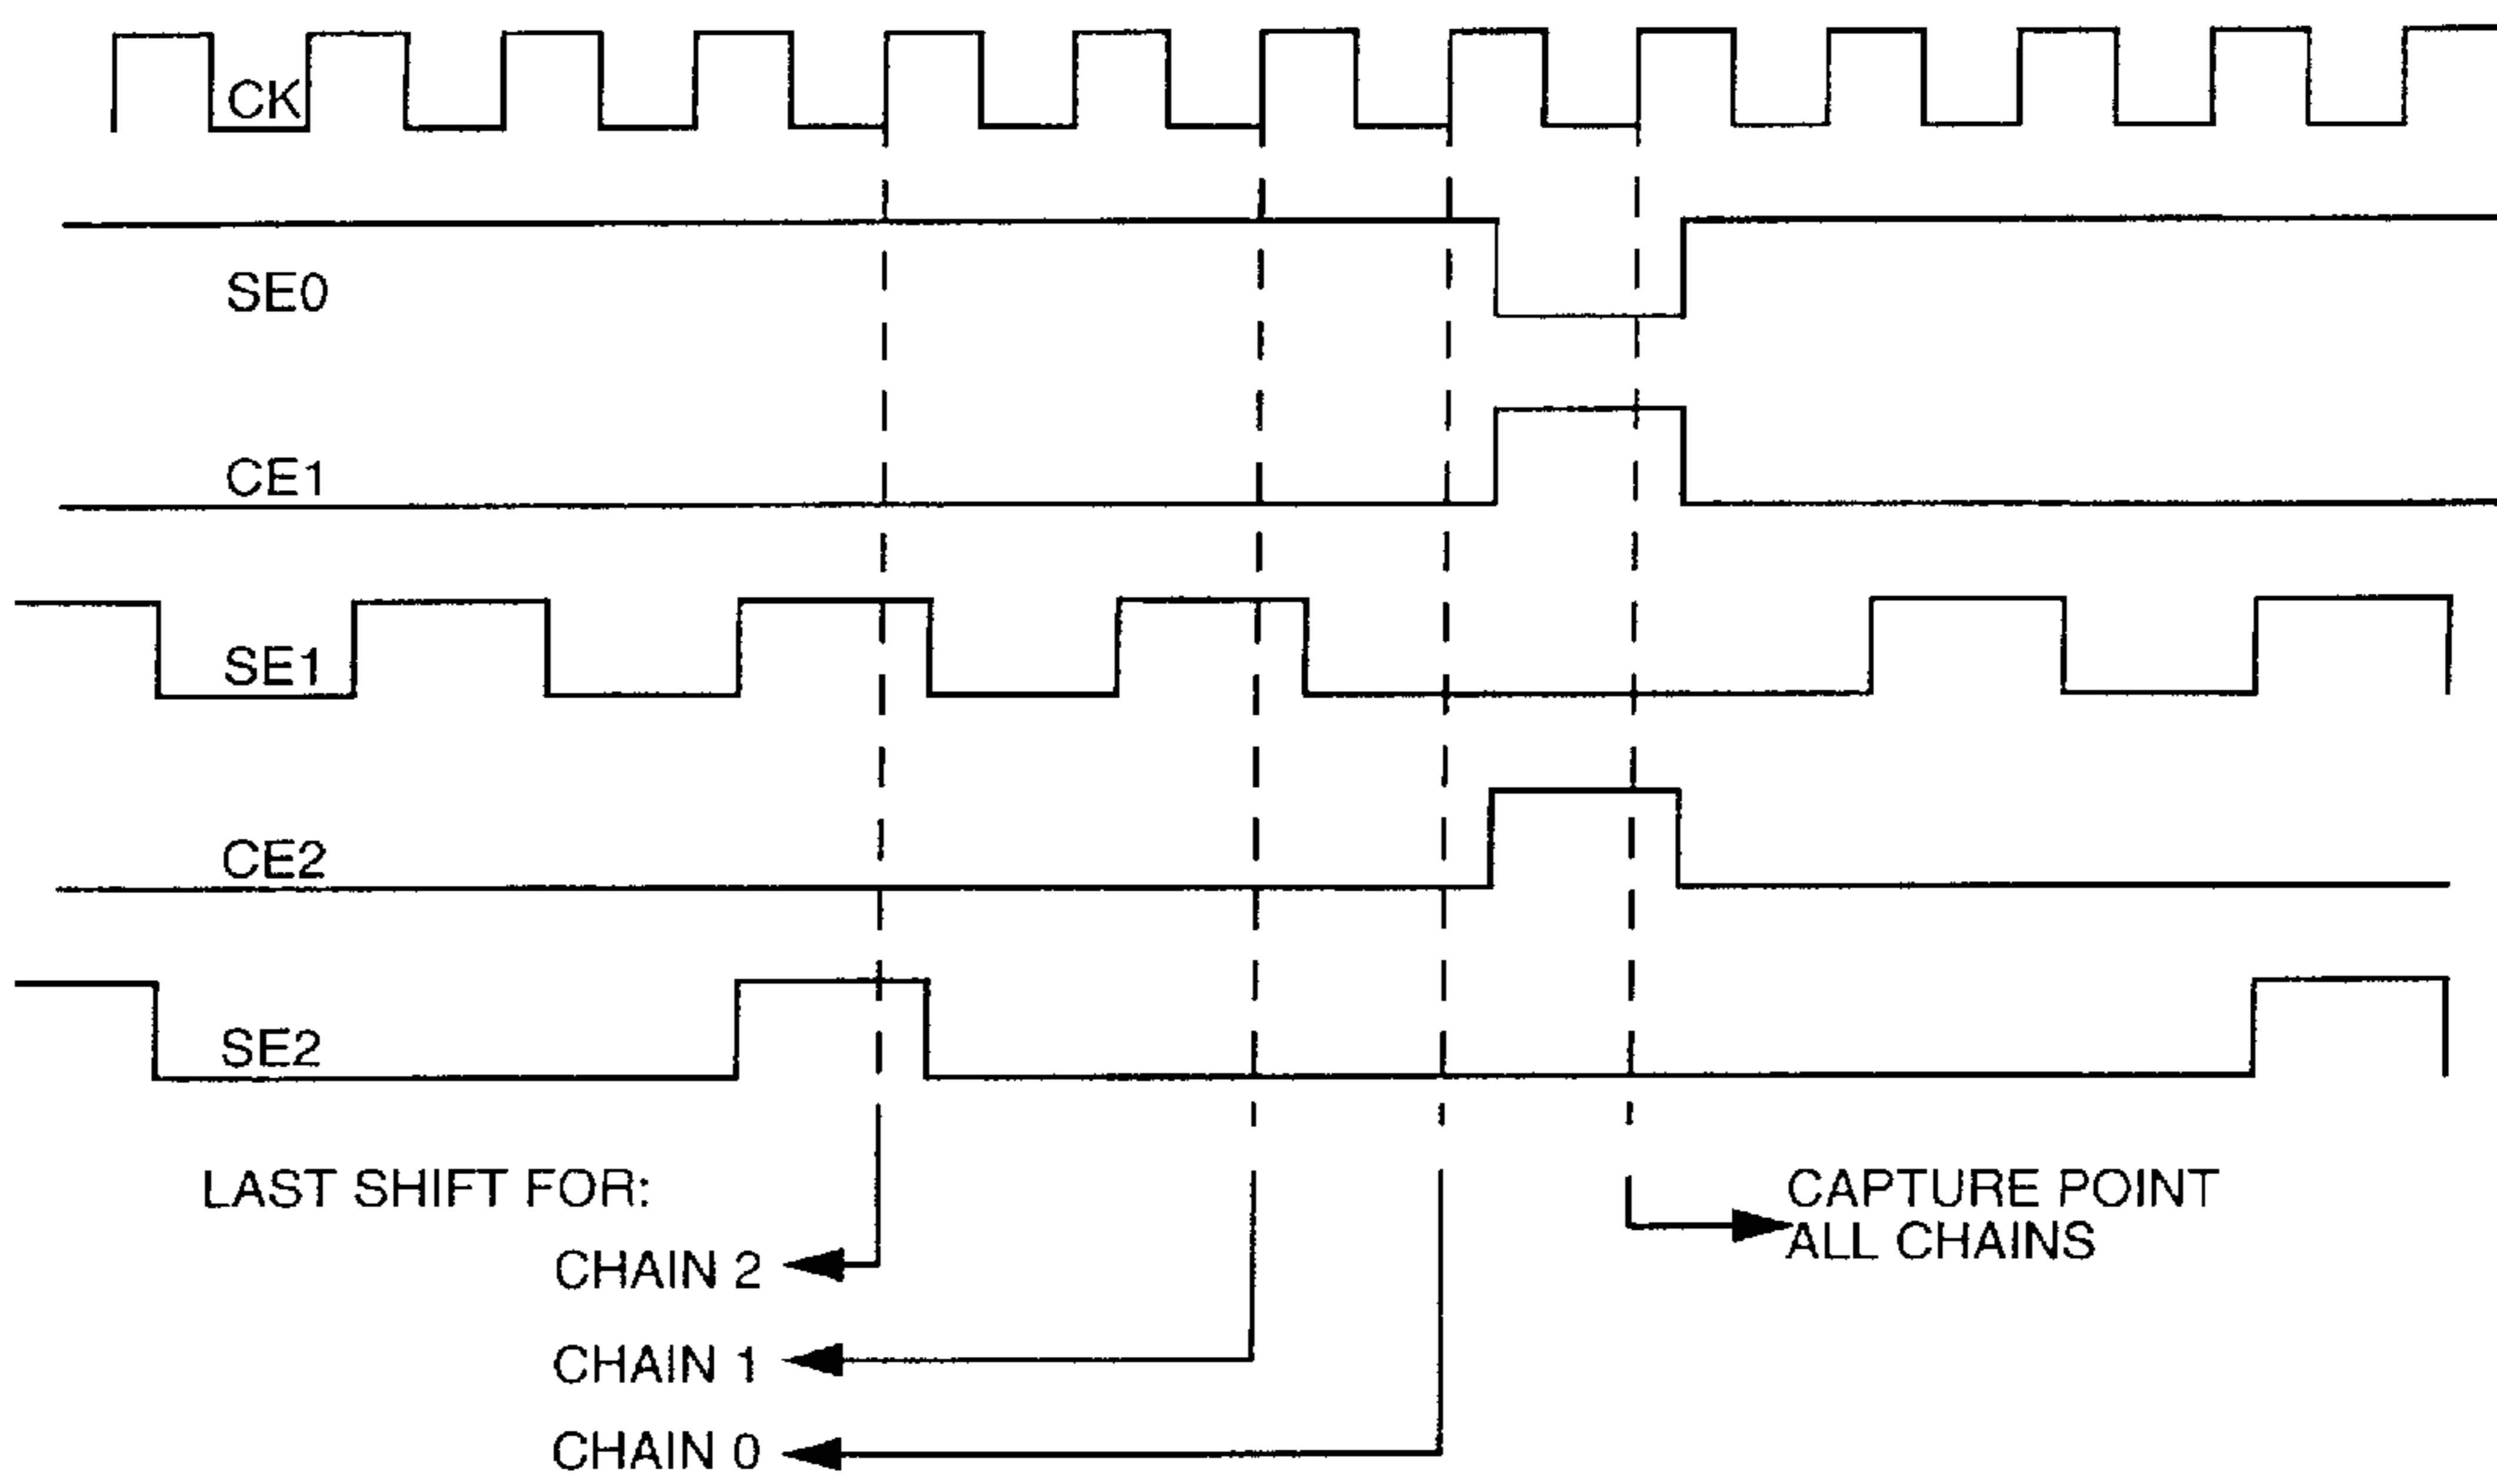 CK
SE0
CE1
SE1
CE2
SE2
LAST SHIFT FOR:
CHAIN 2
CHAIN 1
CHAIN 0
CAPTURE POINT
ALL CHAINS